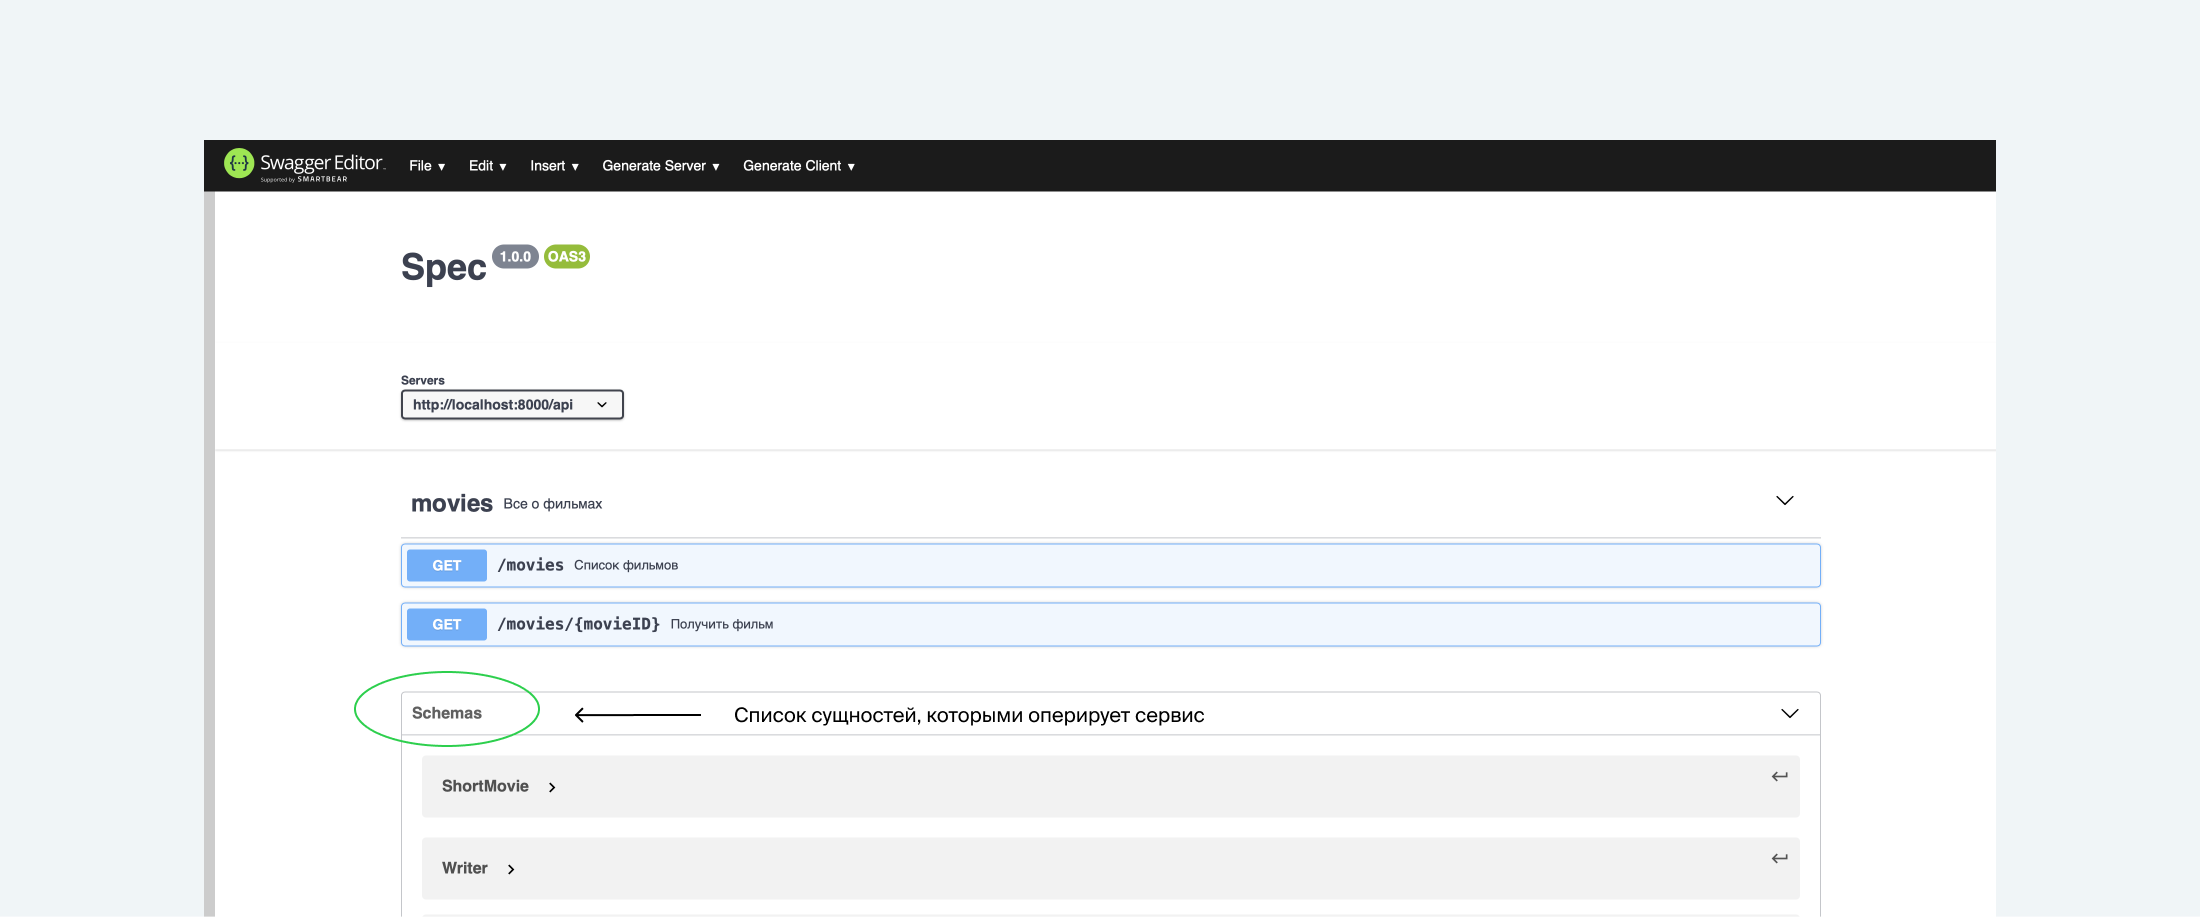 Swagger Editor
Supported by SMARTBEAR
File Edit Insert Generate Server Generate Client
Spec 1.0.0 OAS3
Servers
http://localhost:8000/api
movies Все о фильмах
GET /movies Список фильмов
GET /movies/{movieID} Получить фильм
Schemas Список сущностей, которыми оперирует сервис
ShortMovie
Writer